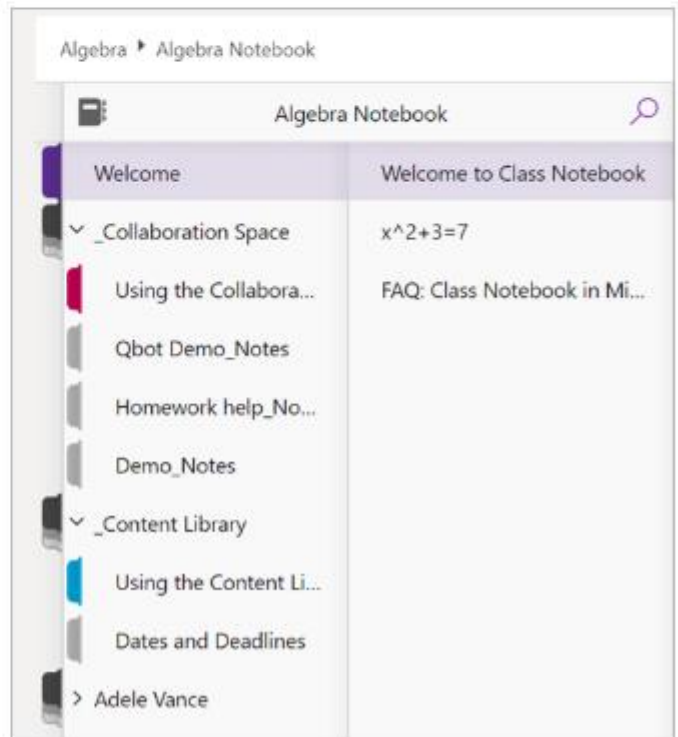 Algebra ▸ Algebra Notebook
Algebra Notebook
Welcome
_Collaboration Space
Using the Collabora...
Qbot Demo_Notes
Homework help_No...
Demo_Notes
_Content Library
Using the Content Li...
Dates and Deadlines
Adele Vance
Welcome to Class Notebook
x^2+3=7
FAQ: Class Notebook in Mi...